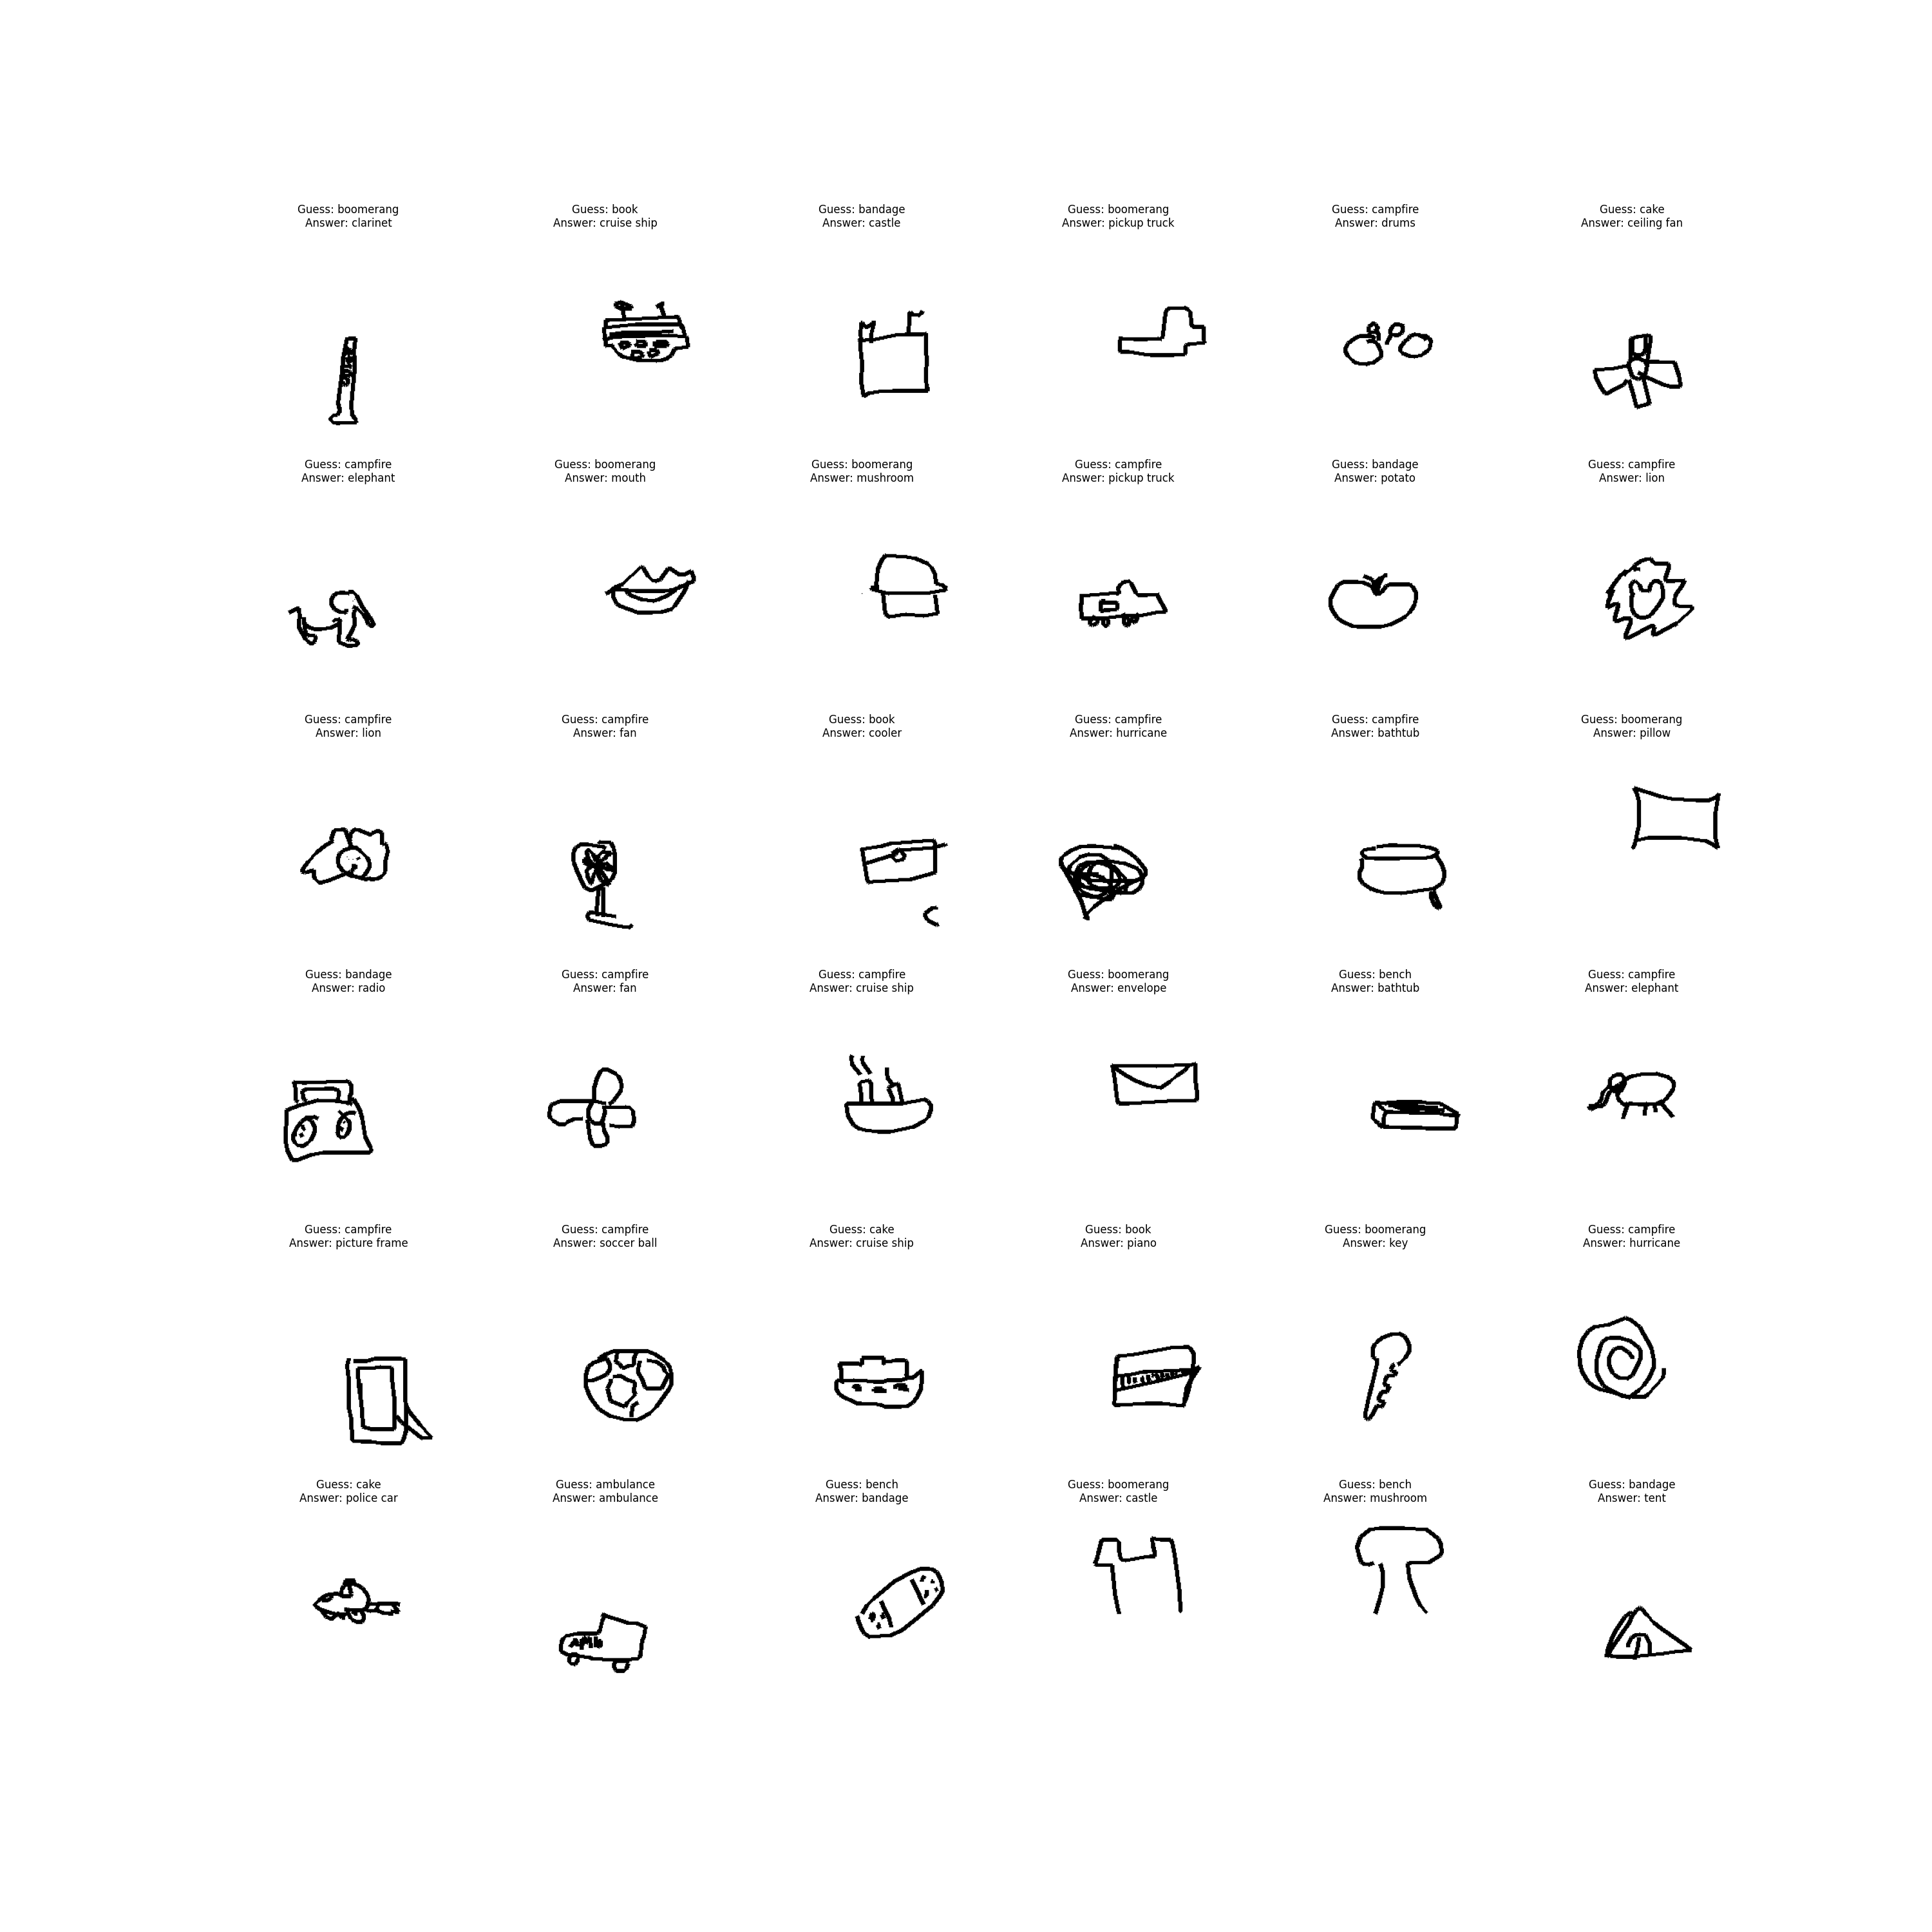 Guess: boomerang
Answer: clarinet
Guess: book
Answer: cruise ship
Guess: bandage
Answer: castle
Guess: boomerang
Answer: pickup truck
Guess: campfire
Answer: drums
Guess: cake
Answer: ceiling fan
Guess: campfire
Answer: elephant
Guess: boomerang
Answer: mouth
Guess: boomerang
Answer: mushroom
Guess: campfire
Answer: pickup truck
Guess: bandage
Answer: potato
Guess: campfire
Answer: lion
Guess: campfire
Answer: lion
Guess: campfire
Answer: fan
Guess: book
Answer: cooler
Guess: campfire
Answer: hurricane
Guess: campfire
Answer: bathtub
Guess: boomerang
Answer: pillow
Guess: bandage
Answer: radio
Guess: campfire
Answer: fan
Guess: campfire
Answer: cruise ship
Guess: boomerang
Answer: envelope
Guess: bench
Answer: bathtub
Guess: campfire
Answer: elephant
Guess: campfire
Answer: picture frame
Guess: campfire
Answer: soccer ball
Guess: cake
Answer: cruise ship
Guess: book
Answer: piano
Guess: boomerang
Answer: key
Guess: campfire
Answer: hurricane
Guess: cake
Answer: police car
Guess: ambulance
Answer: ambulance
Guess: bench
Answer: bandage
Guess: boomerang
Answer: castle
Guess: bench
Answer: mushroom
Guess: bandage
Answer: tent